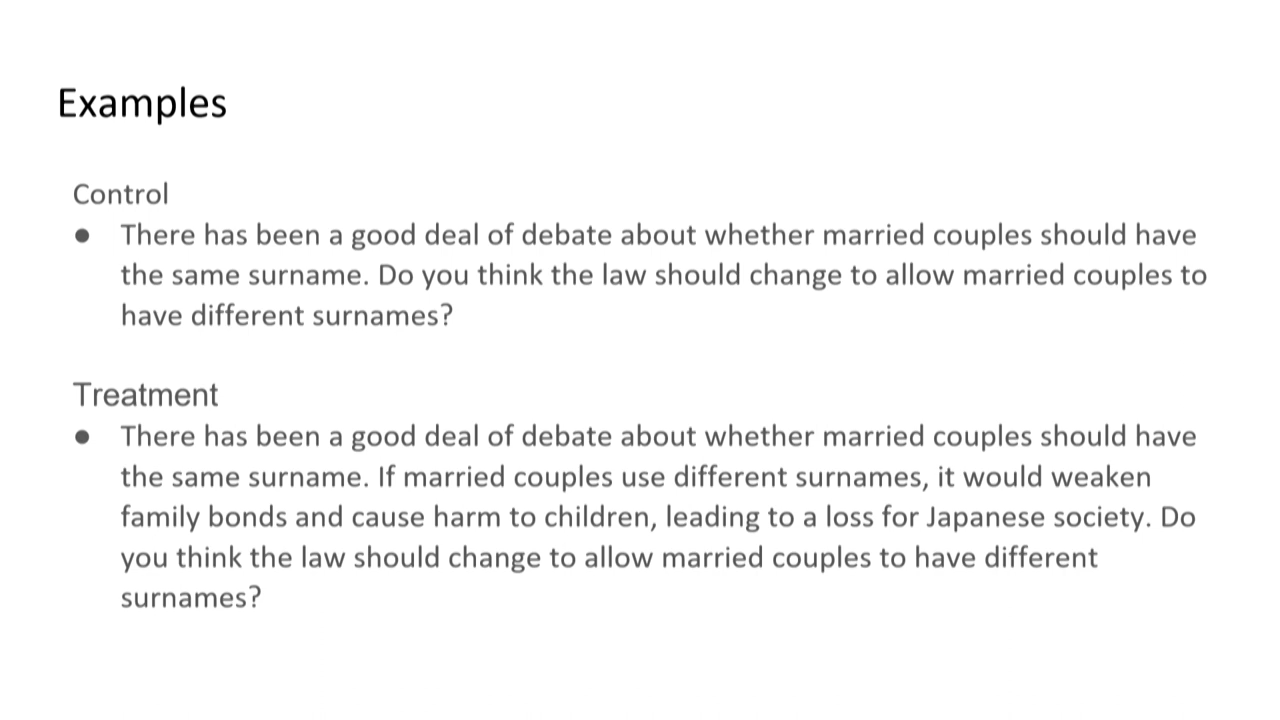 Examples
Control
● There has been a good deal of debate about whether married couples should have
the same surname. Do you think the law should change to allow married couples to
have different surnames?
Treatment
● There has been a good deal of debate about whether married couples should have
the same surname. If married couples use different surnames, it would weaken
family bonds and cause harm to children, leading to a loss for Japanese society. Do
you think the law should change to allow married couples to have different
surnames?